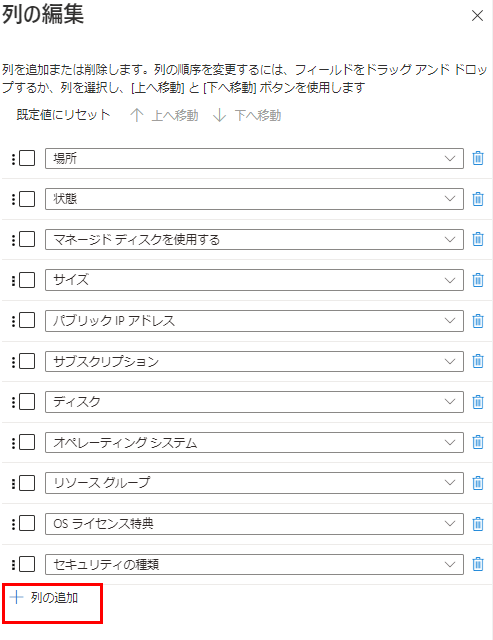 列の編集
列を追加または削除します。列の順序を変更するには、フィールドをドラッグ アンド ドロッ
プするか、列を選択し、[上へ移動] と [下へ移動] ボタンを使用します
既定値にリセット 上へ移動 下へ移動
場所
状態
マネージド ディスクを使用する
サイズ
パブリック IP アドレス
サブスクリプション
ディスク
オペレーティング システム
リソース グループ
OS ライセンス特典
セキュリティの種類
列の追加